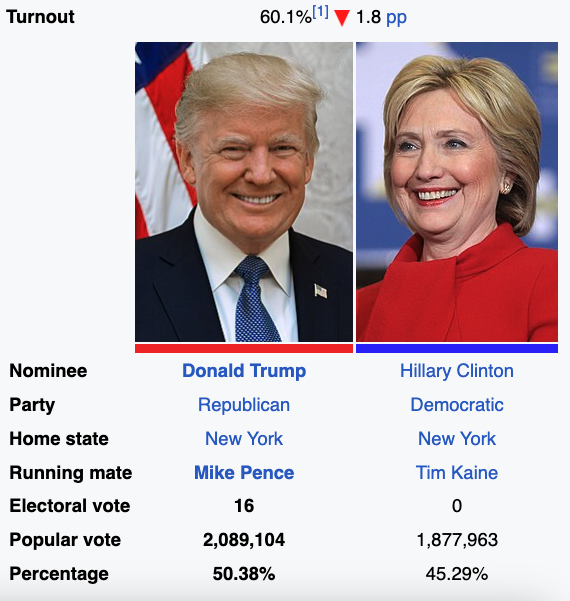 Turnout 60.1%[1] ▼ 1.8 pp
Nominee Donald Trump Hillary Clinton
Party Republican Democratic
Home state New York New York
Running mate Mike Pence Tim Kaine
Electoral vote 16 0
Popular vote 2,089,104 1,877,963
Percentage 50.38% 45.29%